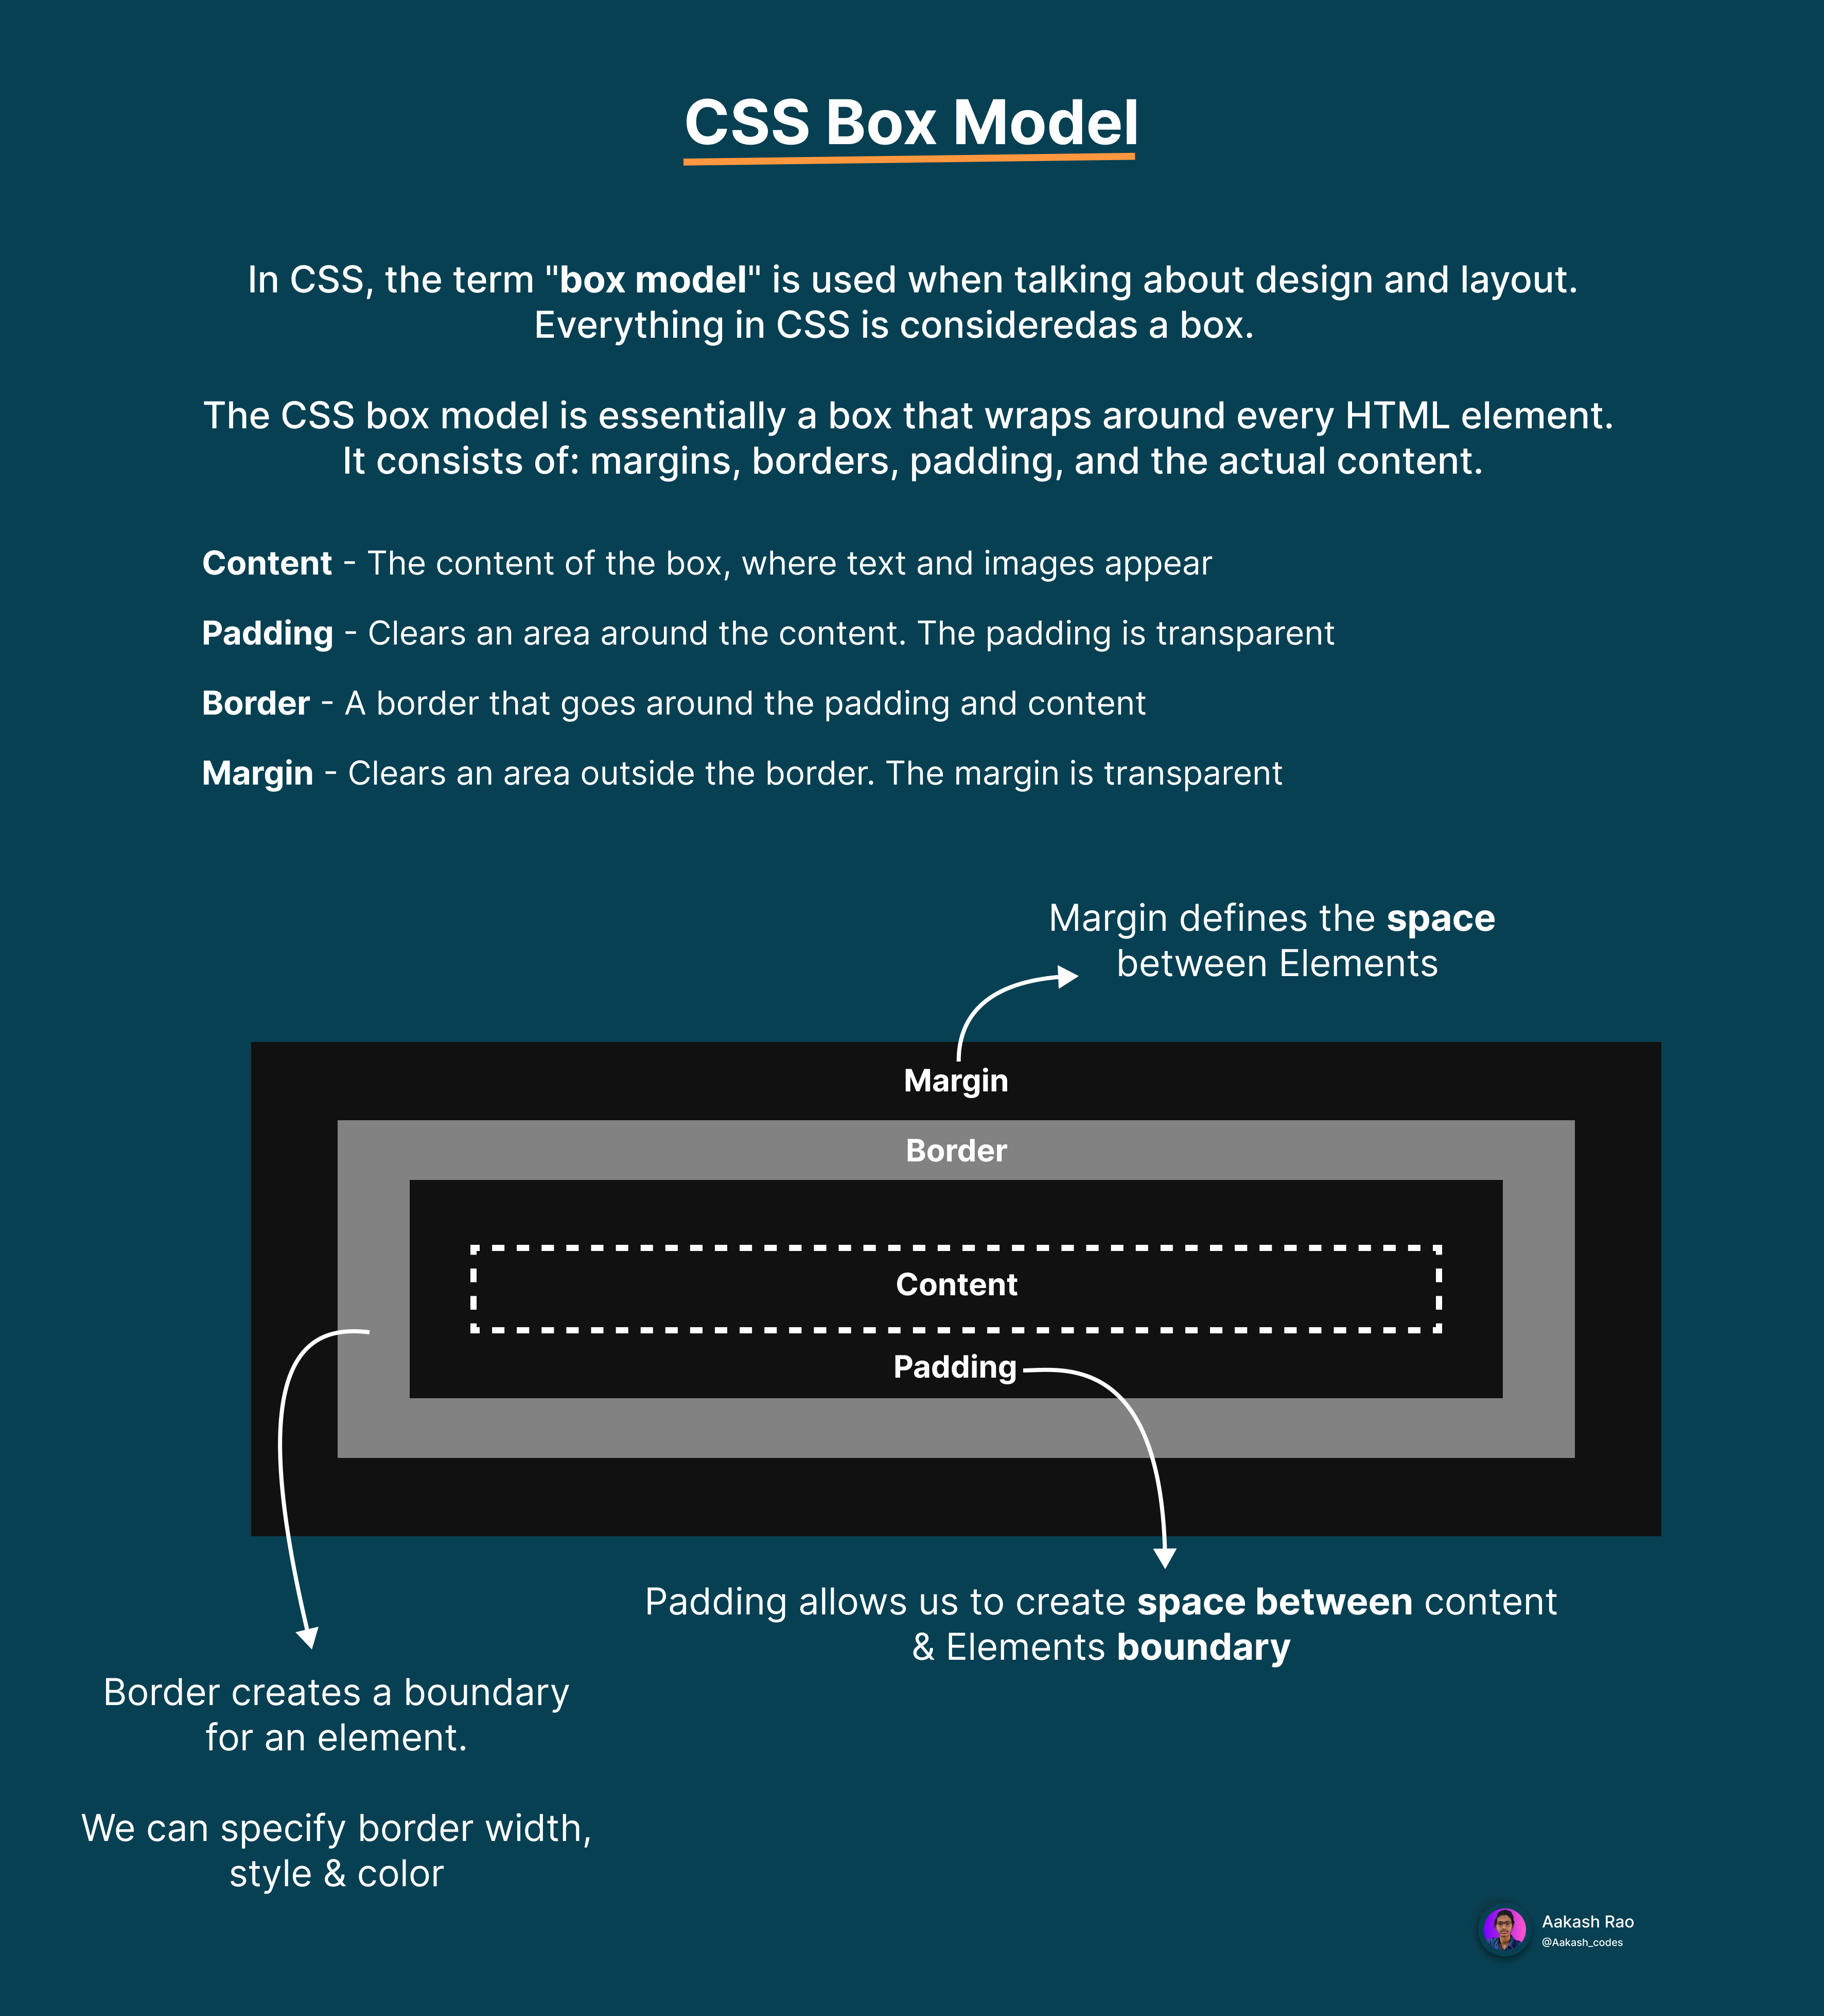 CSS Box Model
In CSS, the term "box model" is used when talking about design and layout.
Everything in CSS is consideredas a box.
The CSS box model is essentially a box that wraps around every HTML element.
It consists of: margins, borders, padding, and the actual content.
Content - The content of the box, where text and images appear
Padding - Clears an area around the content. The padding is transparent
Border - A border that goes around the padding and content
Margin - Clears an area outside the border. The margin is transparent
Margin defines the space
between Elements
Margin
Border
Content
Padding
Padding allows us to create space between content
& Elements boundary
Border creates a boundary
for an element.
We can specify border width,
style & color
Aakash Rao
@Aakash_codes